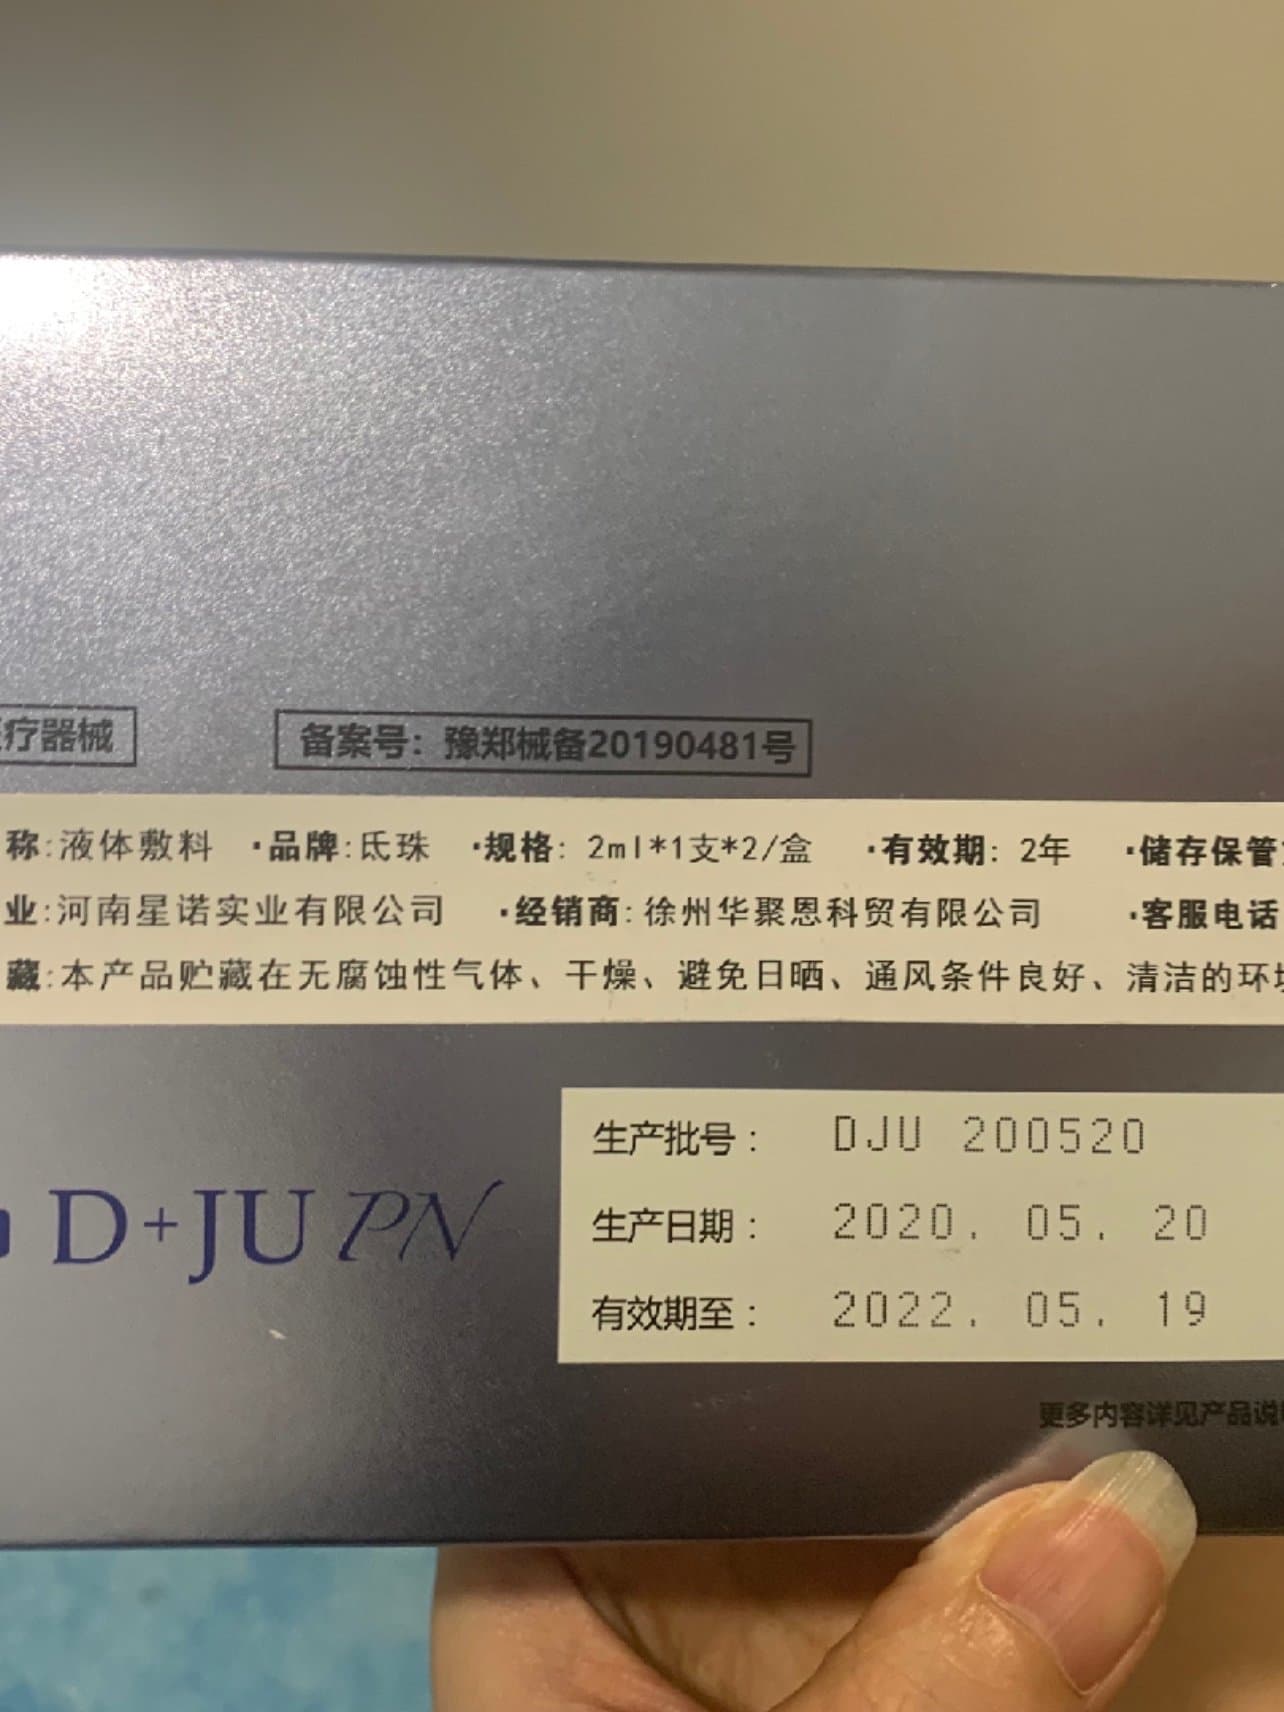 疗器械
备案号：豫郑械备20190481号
称:液体敷料 ·品牌:氐珠 ·规格: 2ml*1支*2/盒 ·有效期: 2年 ·储存保管
业:河南星诺实业有限公司 ·经销商:徐州华聚恩科贸有限公司 ·客服电话
藏:本产品贮藏在无腐蚀性气体、干燥、避免日晒、通风条件良好、清洁的环
D+JU PN
生产批号： DJU 200520
生产日期： 2020. 05. 20
有效期至： 2022. 05. 19
更多内容详见产品说